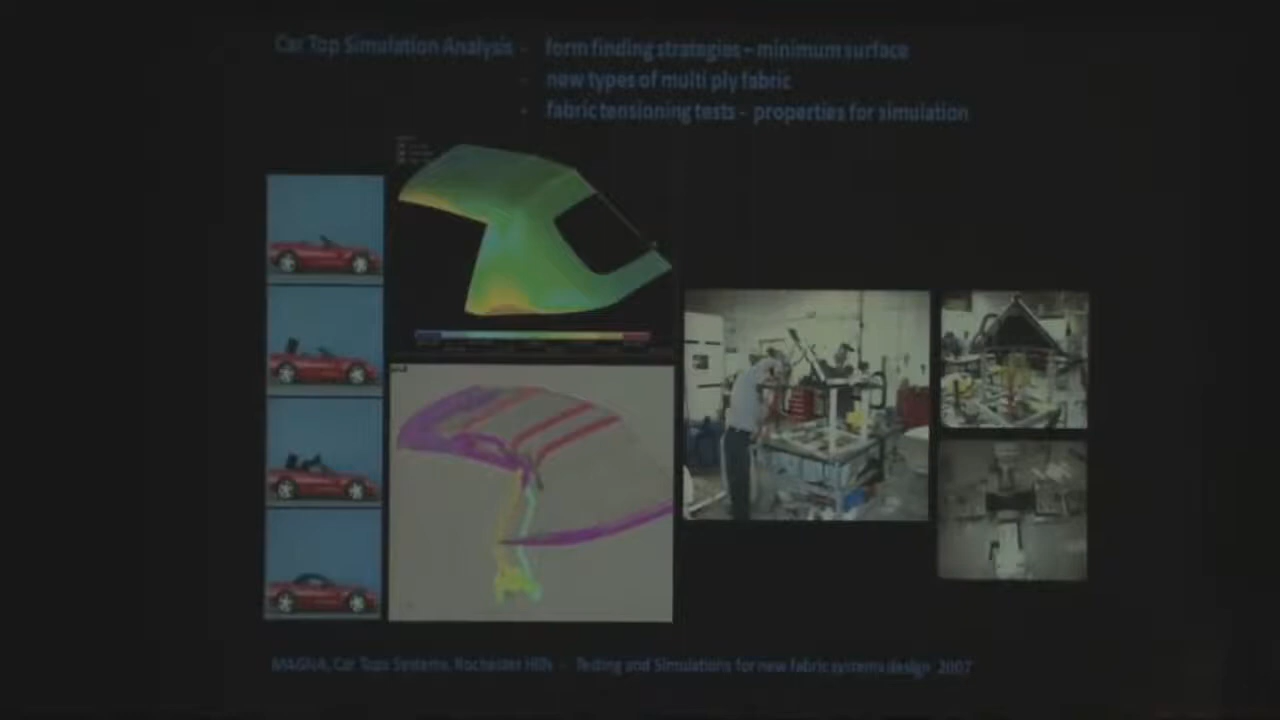 Car Top Simulation Analysis - form finding strategies – minimum surface
- new types of multi ply fabric
- fabric tensioning tests - properties for simulation
MAGNA, Car Tops Systems, Rochester Hills - Testing and Simulations for new fabric systems design 2007